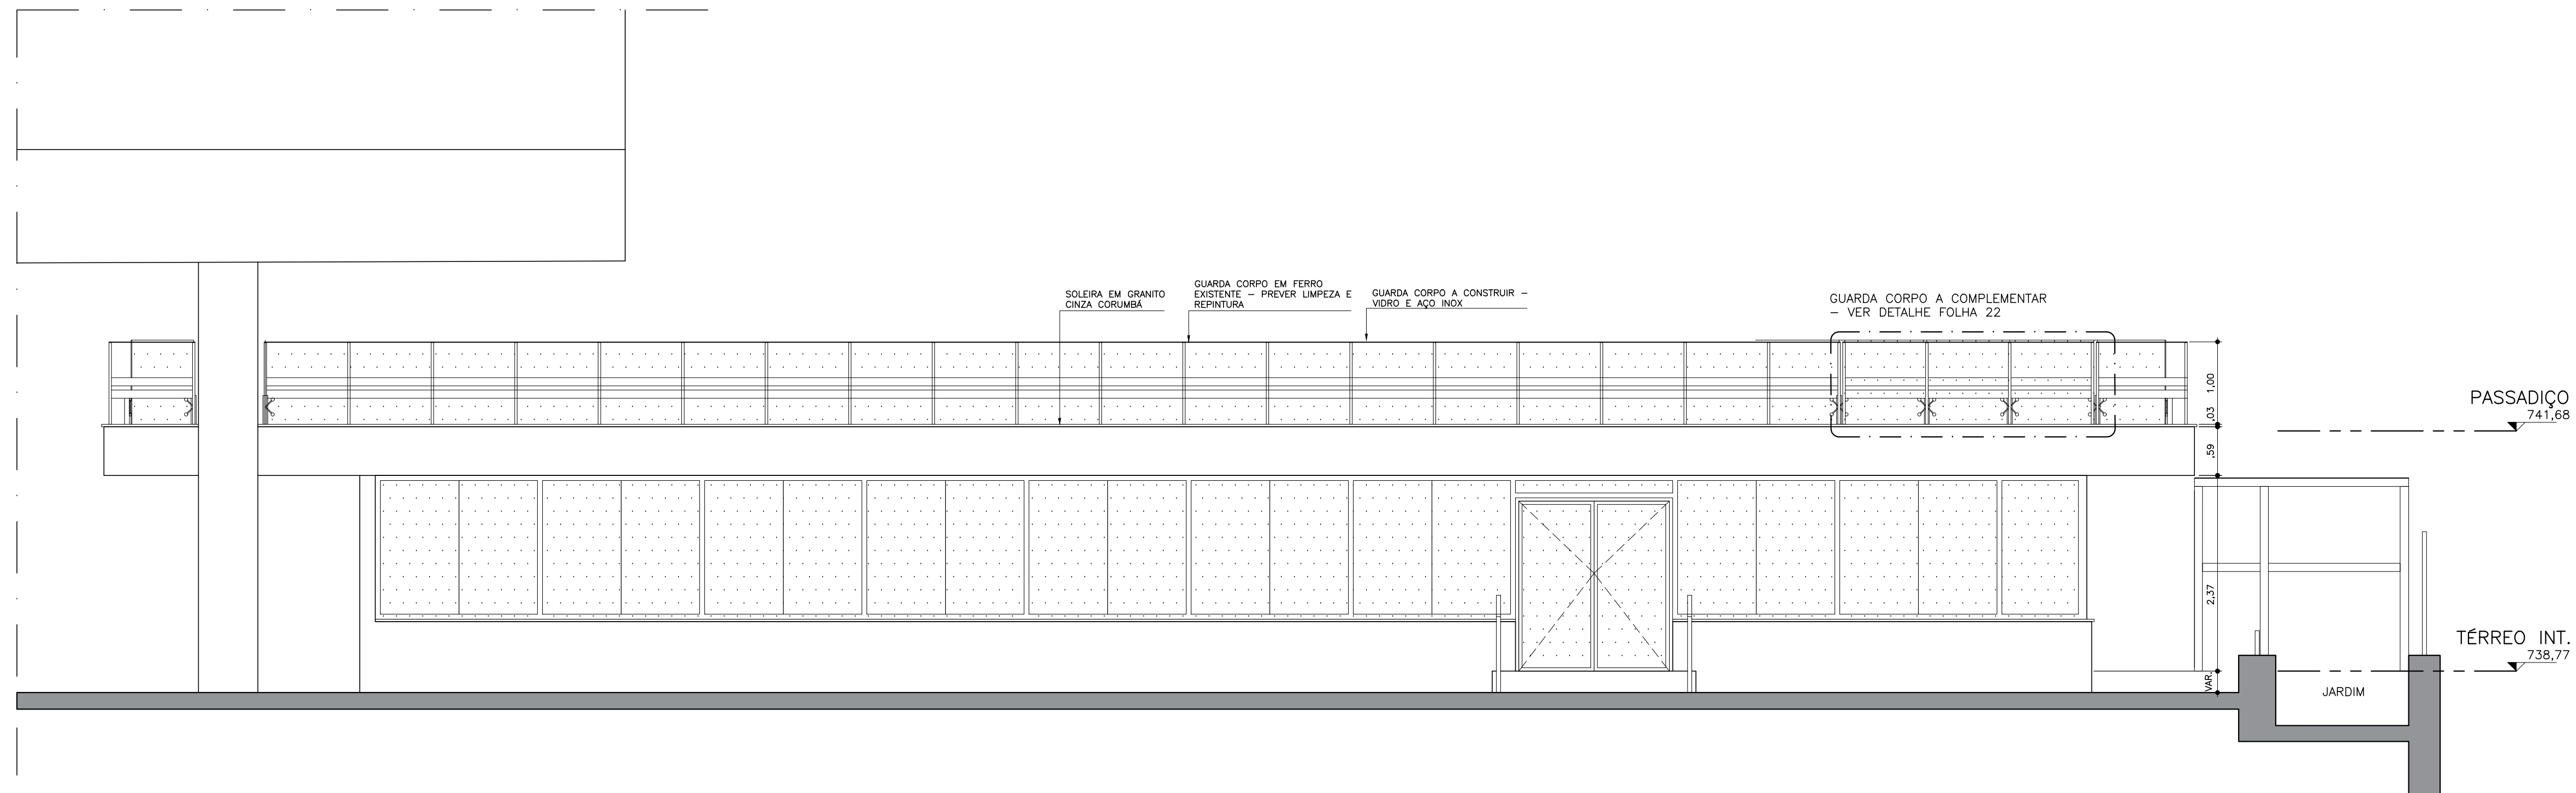 SOLEIRA EM GRANITO
CINZA CORUMBÁ
GUARDA CORPO EM FERRO
EXISTENTE – PREVER LIMPEZA E
REPINTURA
GUARDA CORPO A CONSTRUIR –
VIDRO E AÇO INOX
GUARDA CORPO A COMPLEMENTAR
– VER DETALHE FOLHA 22
1,00
,03
,59
2,37
VAR.
PASSADIÇO
741,68
TÉRREO INT.
738,77
JARDIM